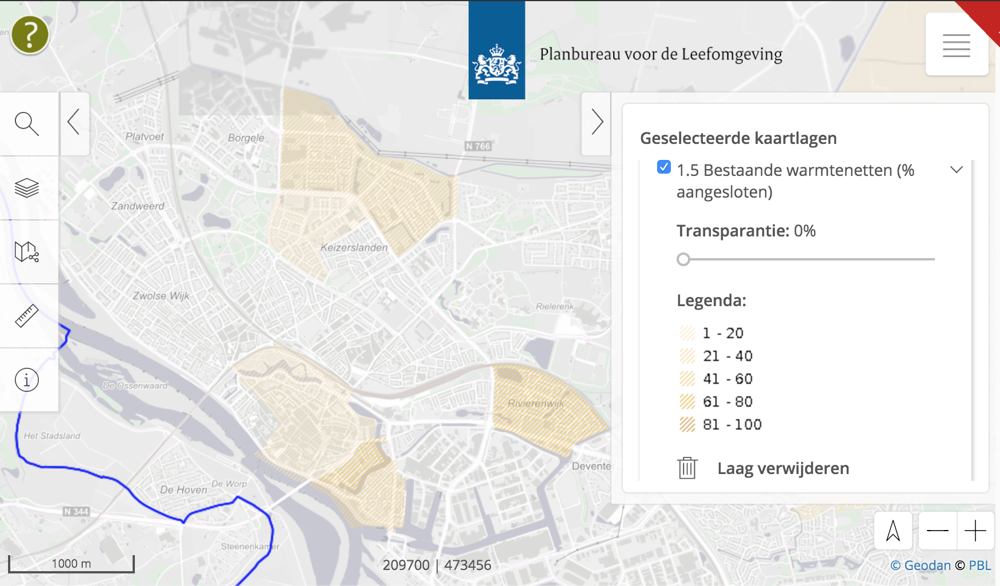 ?
Planbureau voor de Leefomgeving
N 766
Platvoet
Borgele
Zandweerd
Keizerslanden
Zwolse Wijk
Rielerenk
De Ossenwaard
Rivierenwijk
Het Stadsland
Devente
De Hoven
De Worp
N 344
Steenenkamer
Geselecteerde kaartlagen
1.5 Bestaande warmtenetten (%
aangesloten)
Transparantie: 0%
Legenda:
1 - 20
21 - 40
41 - 60
61 - 80
81 - 100
Laag verwijderen
1000 m
209700 | 473456
© Geodan © PBL